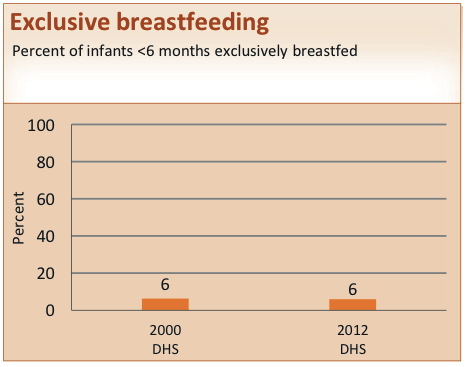 Exclusive breastfeeding
Percent of infants <6 months exclusively breastfed
Percent
100
80
60
40
20
0
6
6
2000
DHS
2012
DHS